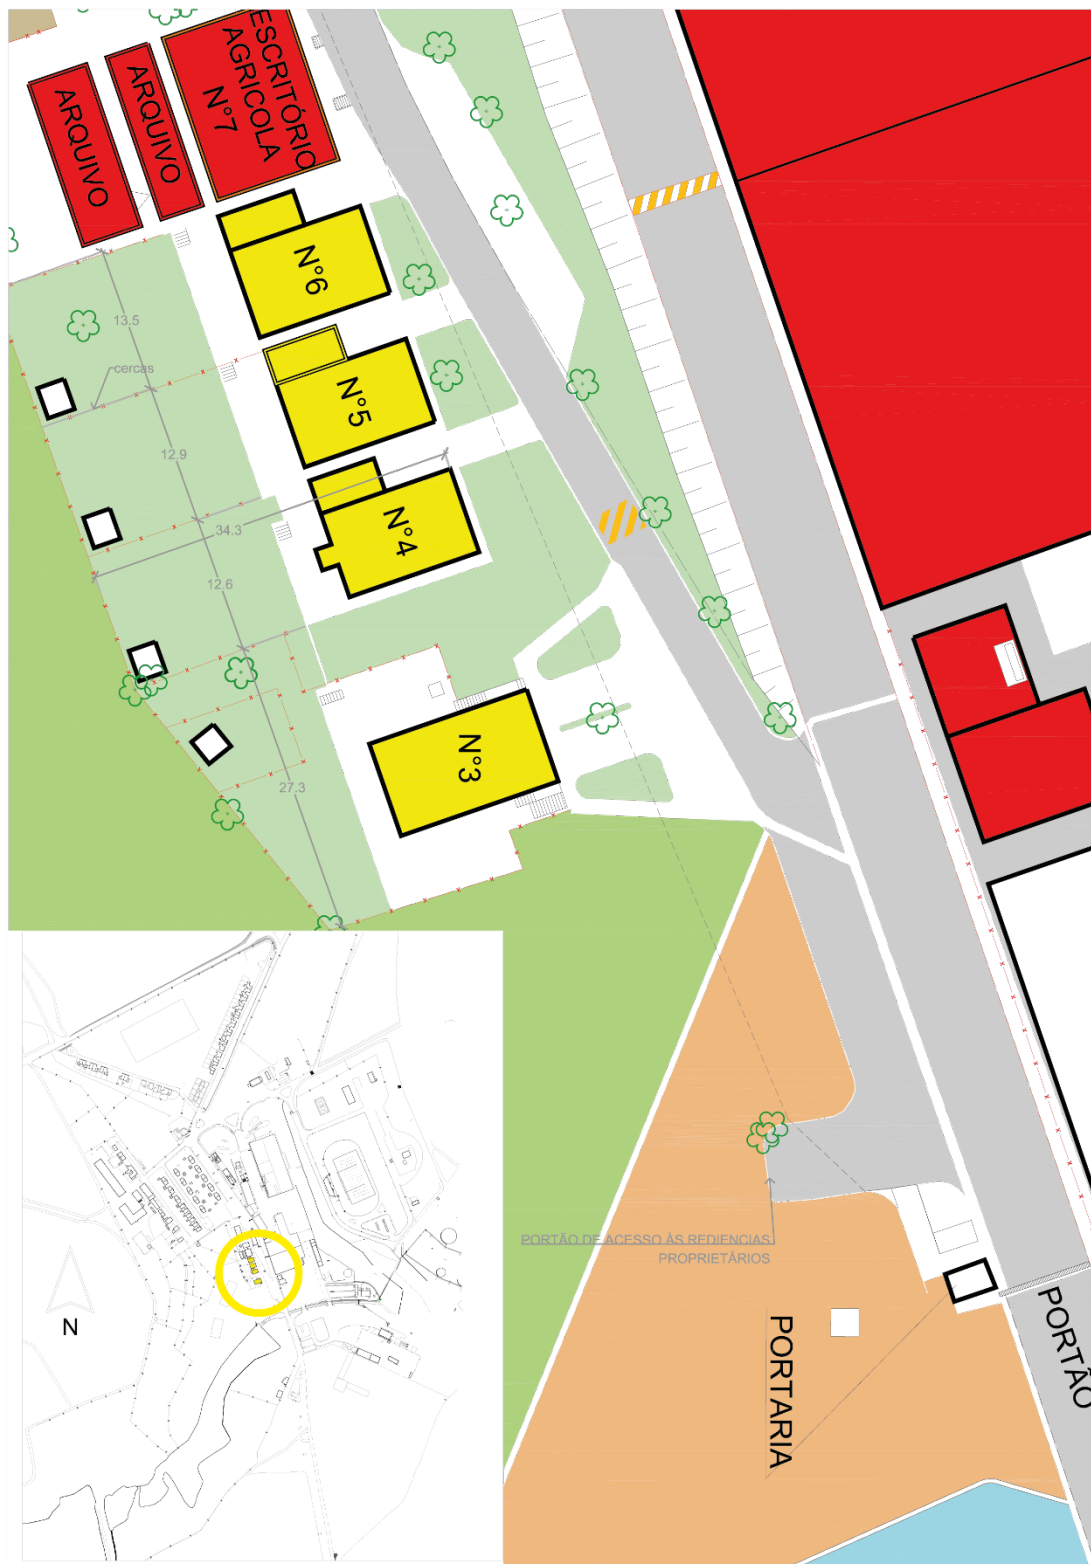 ESCRITÓRIO
AGRICOLA
N°7
ARQUIVO
ARQUIVO
N°6
13.5
cercas
N°5
12.9
34.3
N°4
12.6
N°3
27.3
PORTÃO DE ACESSO ÀS REDIENCIAS
PROPRIETÁRIOS
PORTARIA
PORTÃO
N